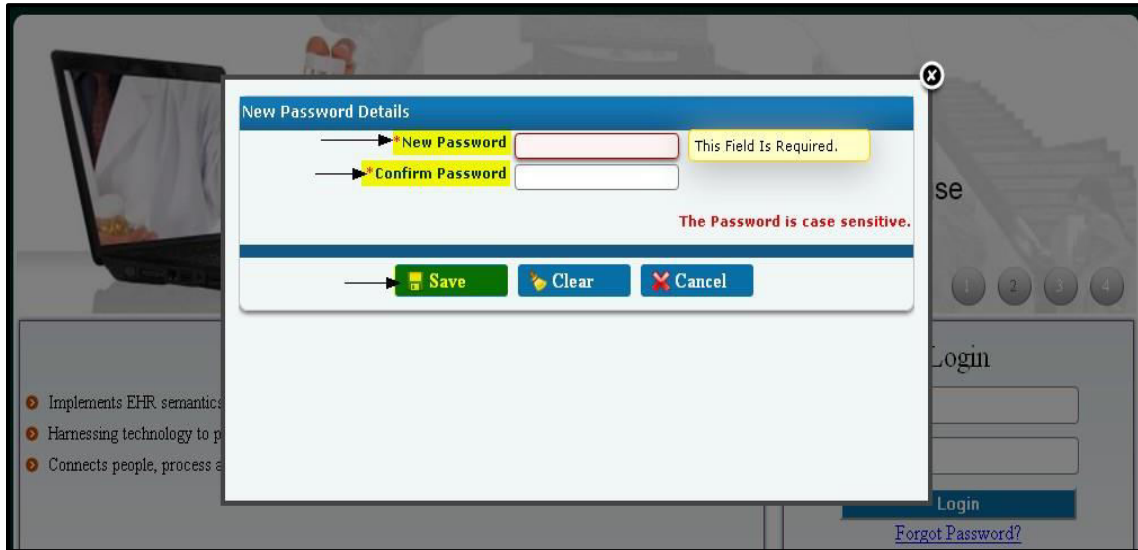 New Password Details
*New Password
This Field Is Required.
*Confirm Password
The Password is case sensitive.
Save
Clear
Cancel
se
1 2 3 4
Login
Implements EHR semantics
Harnessing technology to p
Connects people, process a
Login
Forgot Password?